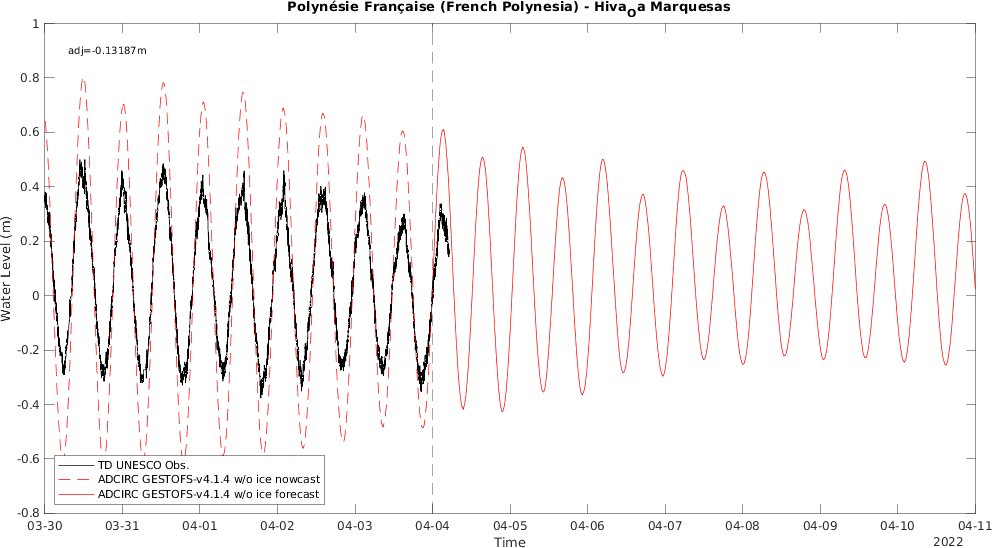 Polynésie Française (French Polynesia) - Hiva_Oa Marquesas
adj=-0.13187m
1
0.8
0.6
0.4
0.2
0
-0.2
-0.4
-0.6
-0.8
Water Level (m)
TD UNESCO Obs.
ADCIRC GESTOFS-v4.1.4 w/o ice nowcast
ADCIRC GESTOFS-v4.1.4 w/o ice forecast
03-30 03-31 04-01 04-02 04-03 04-04 04-05 04-06 04-07 04-08 04-09 04-10 04-11
Time
2022